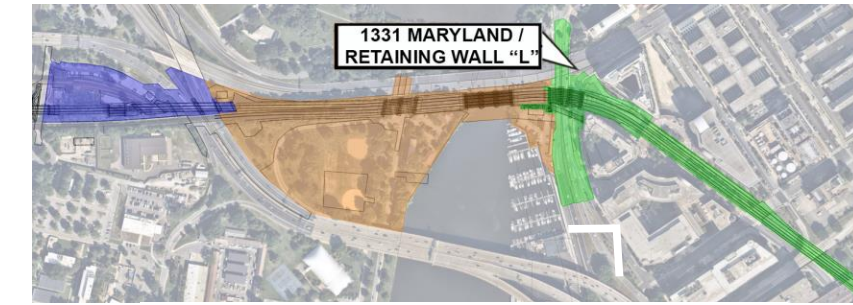 1331 MARYLAND /
RETAINING WALL “L”